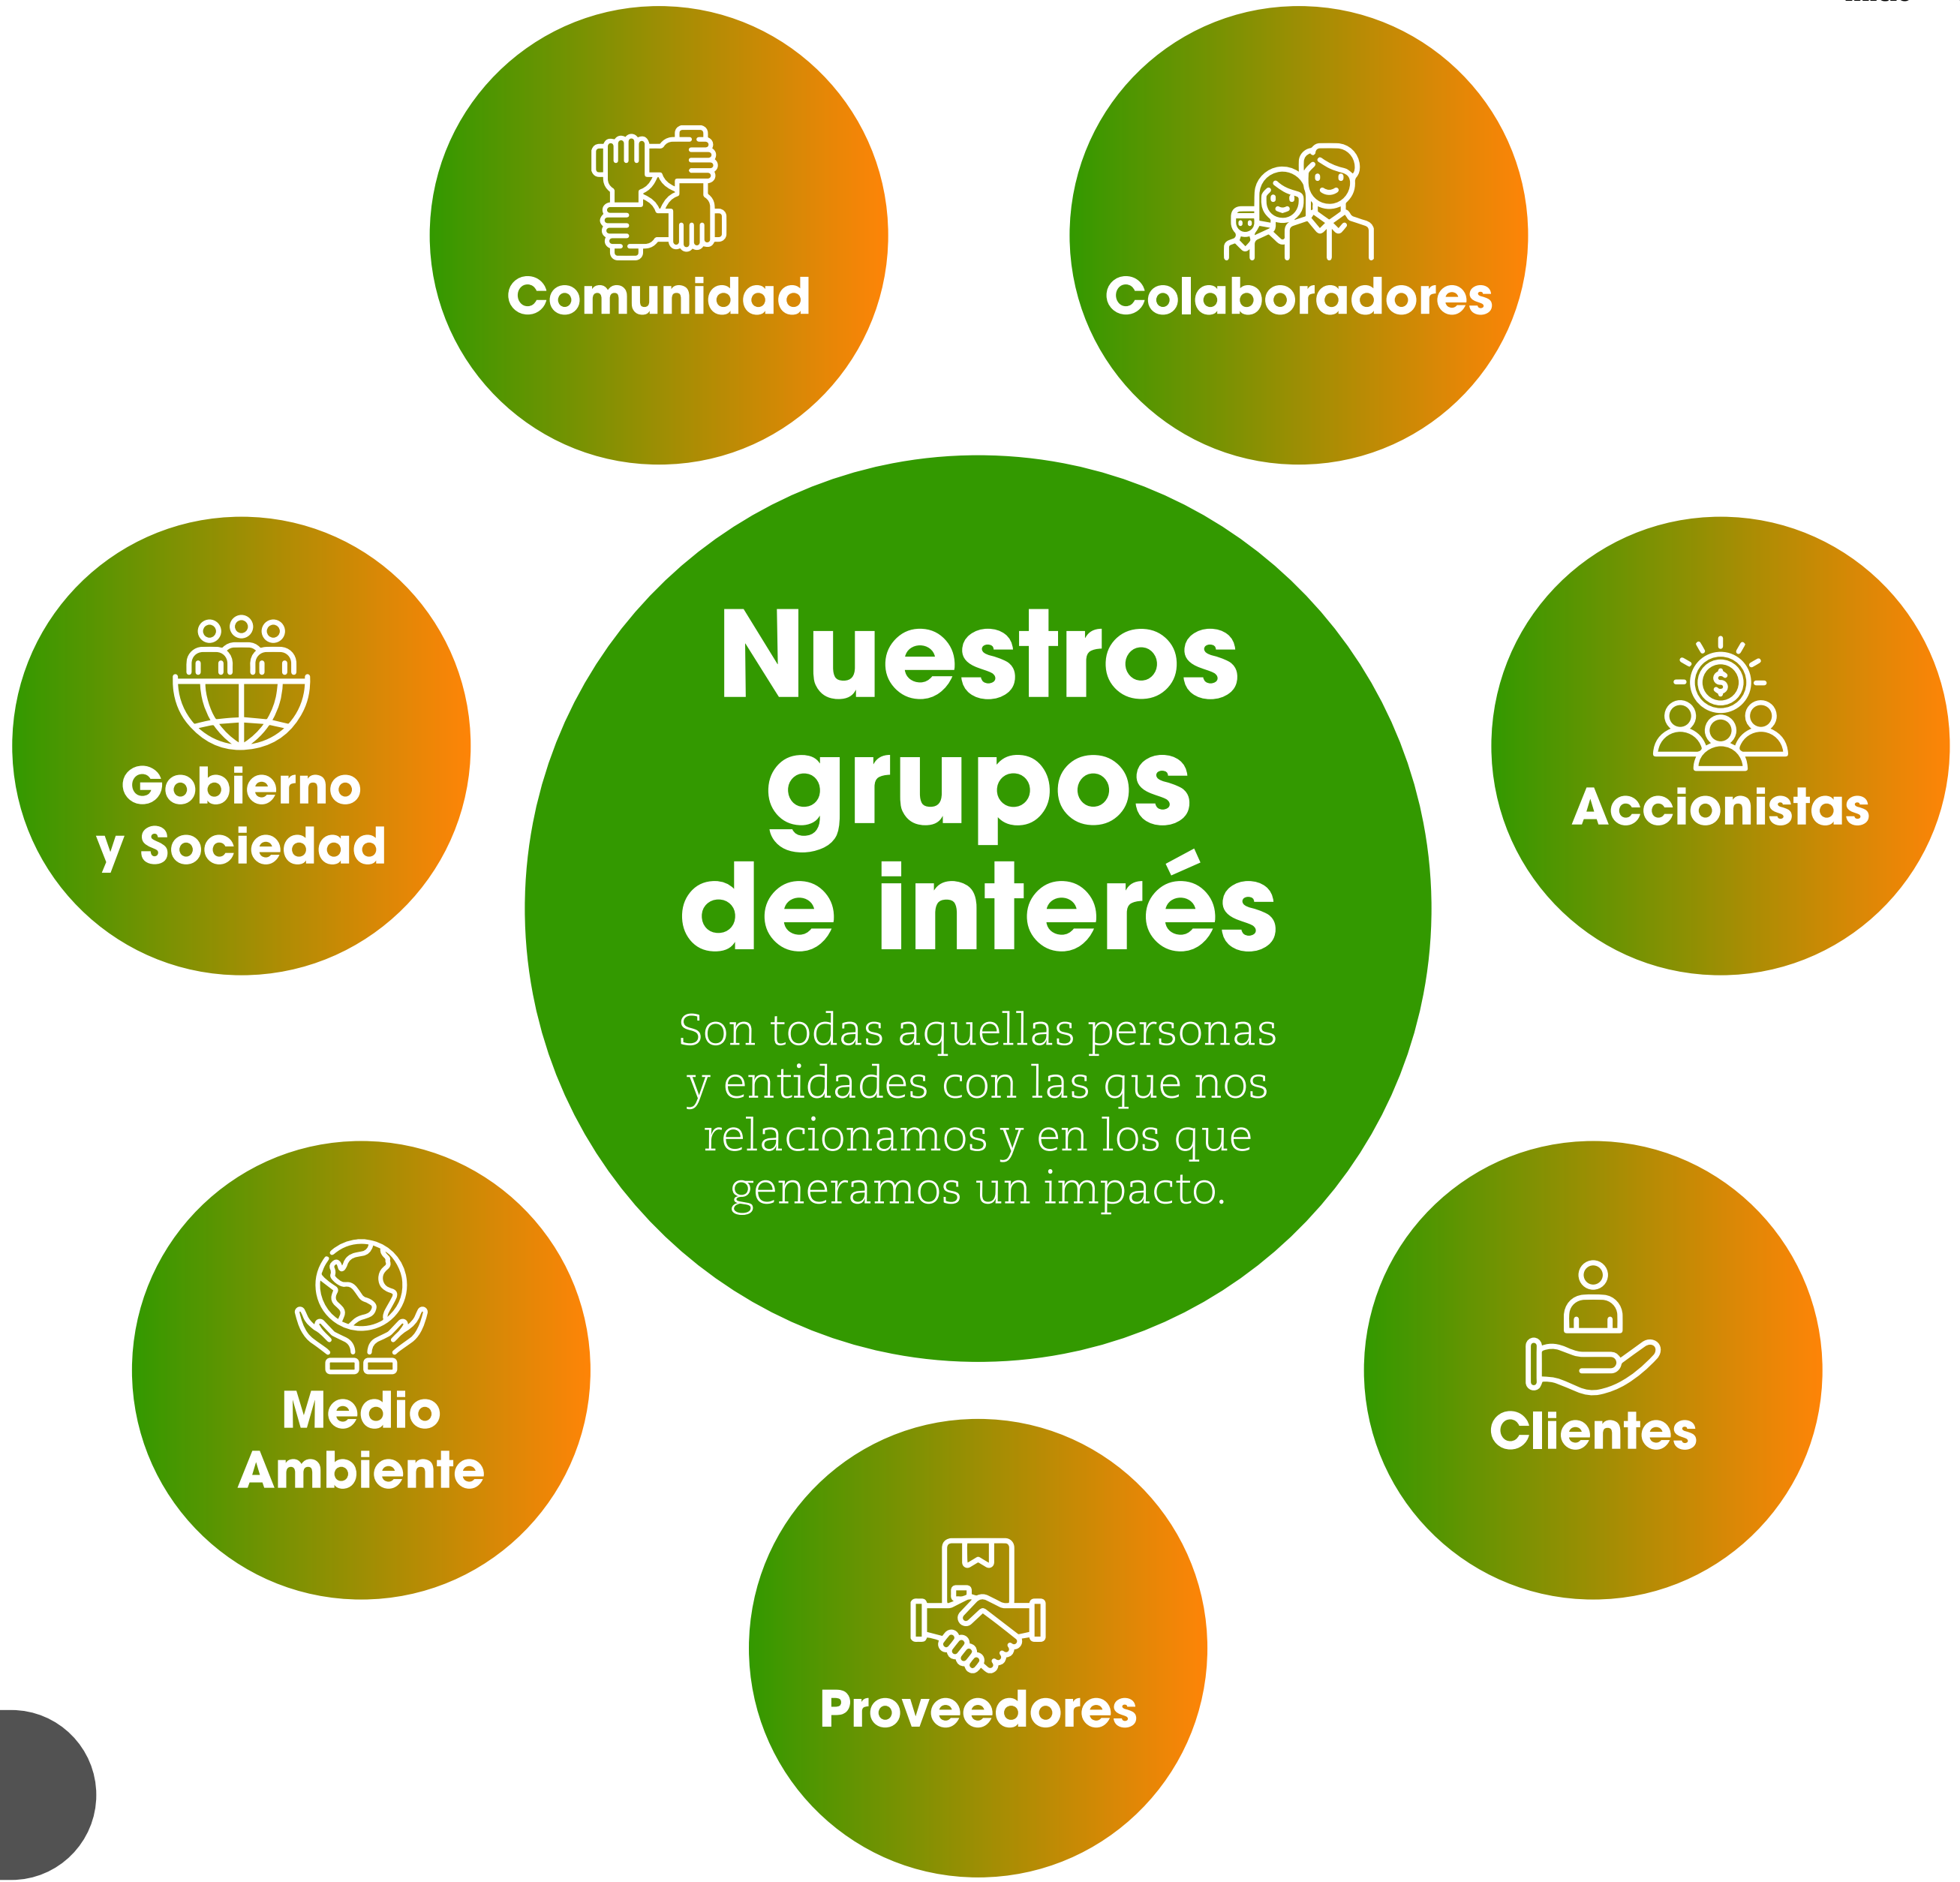 Comunidad
Colaboradores
Gobierno
y Sociedad
Accionistas
Nuestros
grupos
de interés
Son todas aquellas personas
y entidades con las que nos
relacionamos y en los que
generamos un impacto.
Medio
Ambiente
Clientes
Proveedores